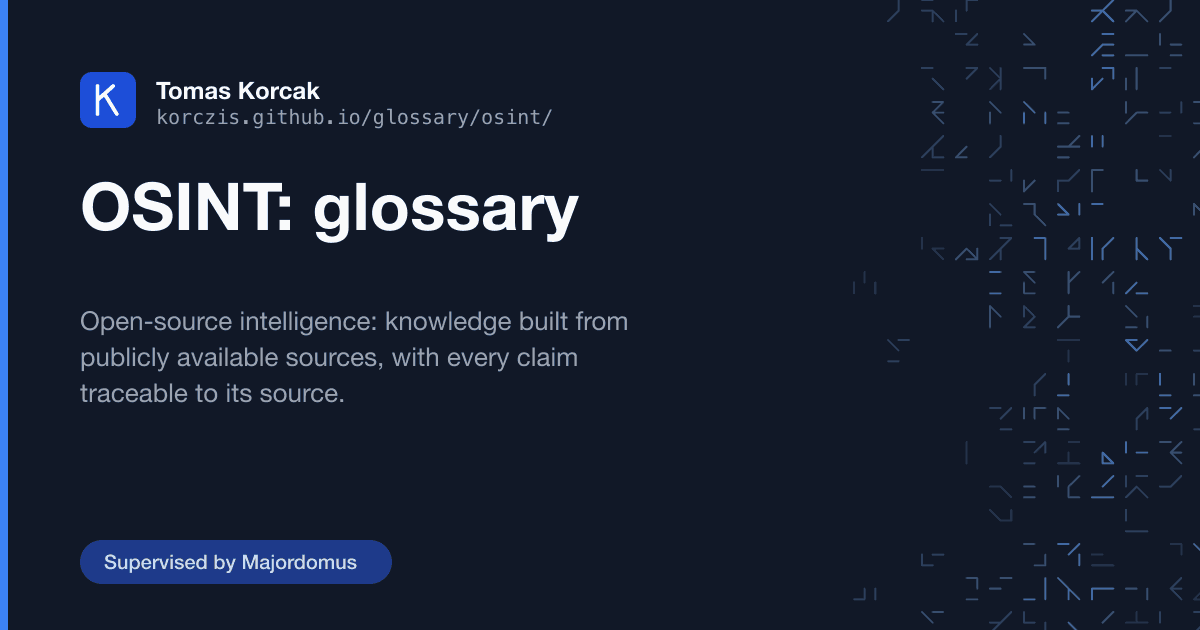 Tomas Korcak
korczis.github.io/glossary/osint/
OSINT: glossary
Open-source intelligence: knowledge built from
publicly available sources, with every claim
traceable to its source.
Supervised by Majordomus